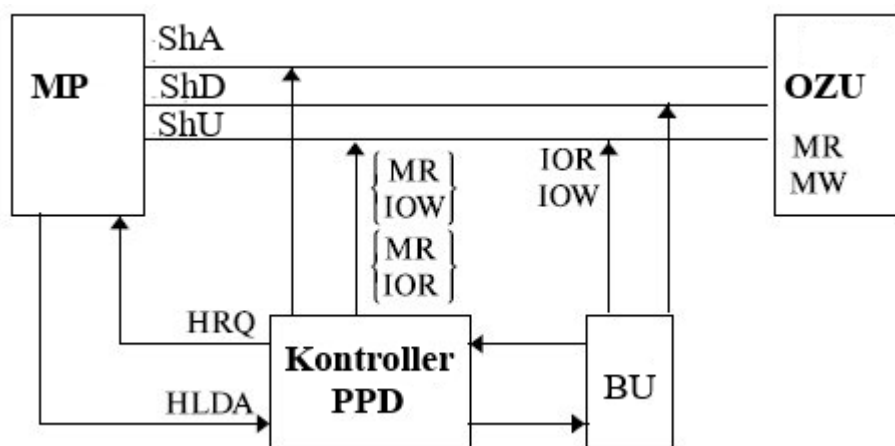 ShA
MP
ShD
OZU
ShU
MR
IOW
MR
IOR
IOR
IOW
MR
MW
HRQ
Kontroller
PPD
BU
HLDA